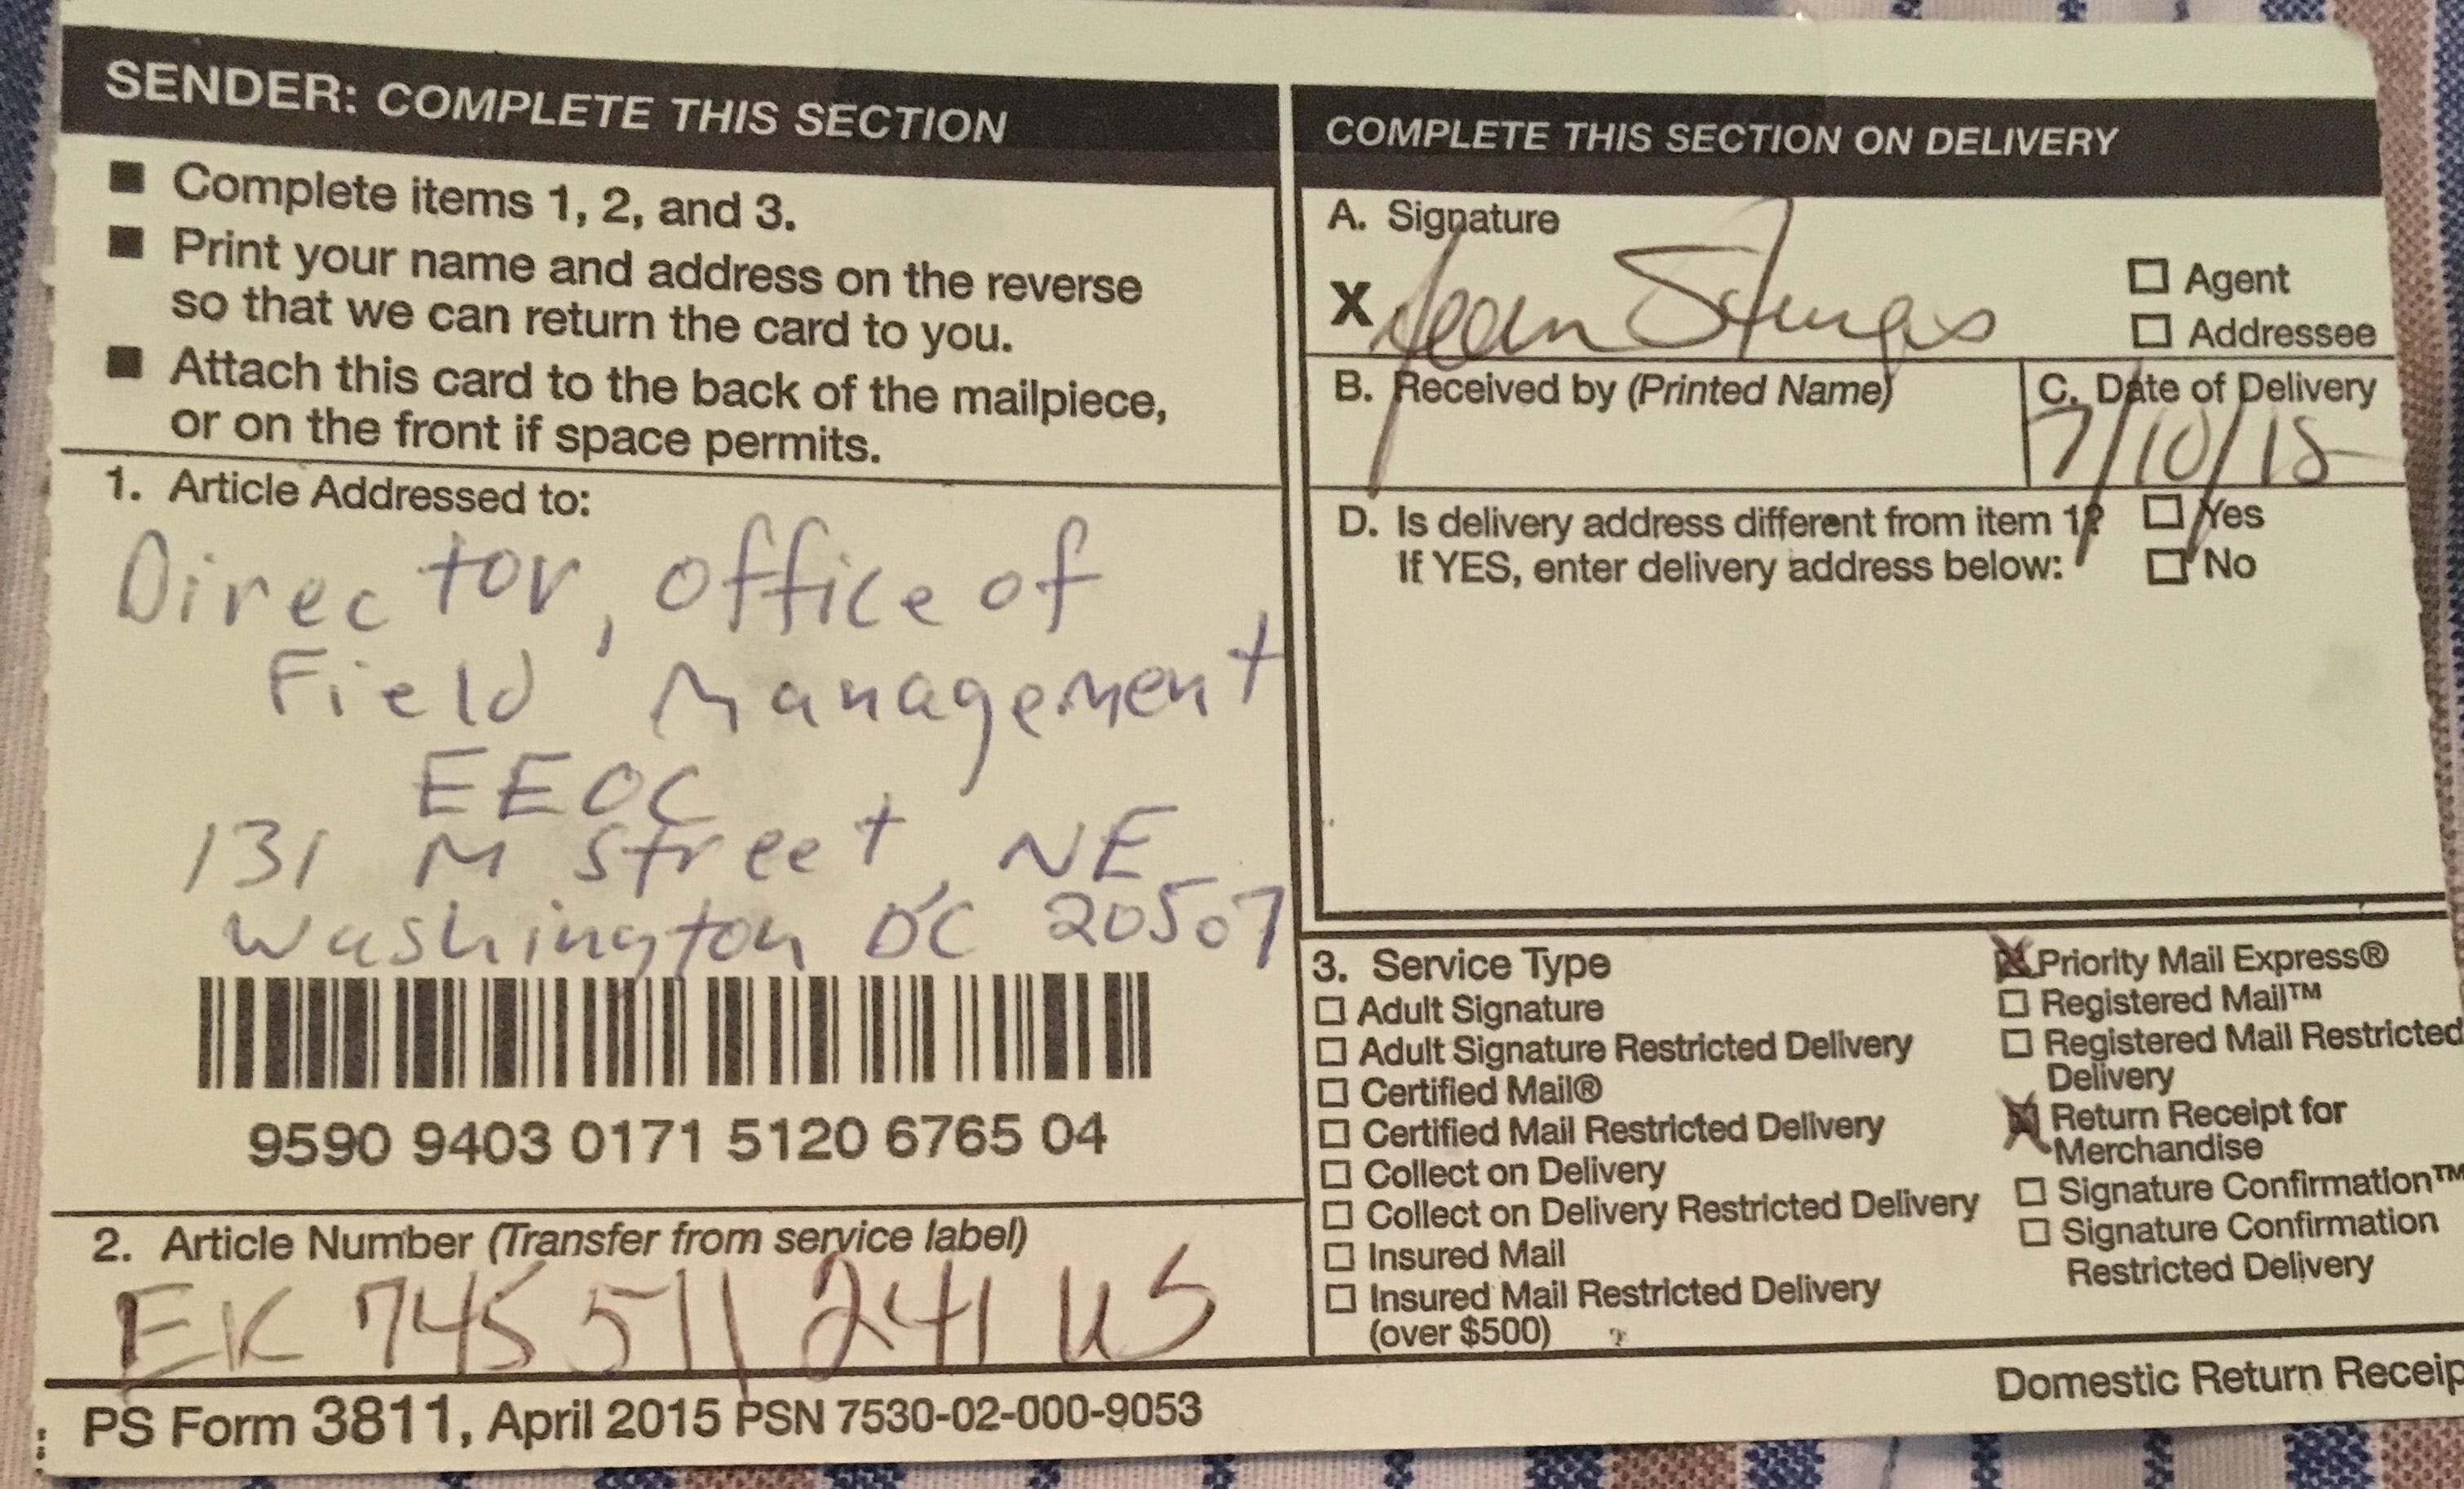 SENDER: COMPLETE THIS SECTION
■ Complete items 1, 2, and 3.
■ Print your name and address on the reverse
so that we can return the card to you.
■ Attach this card to the back of the mailpiece,
or on the front if space permits.
1. Article Addressed to:
Director, Office of
Field Management
EEOC
131 M Street, NE
Washington DC 20507
9590 9403 0171 5120 6765 04
2. Article Number (Transfer from service label)
EK 745 511 241 US
PS Form 3811, April 2015 PSN 7530-02-000-9053
COMPLETE THIS SECTION ON DELIVERY
A. Signature
X Jean Sturgis
☐ Agent
☐ Addressee
B. Received by (Printed Name)
C. Date of Delivery
7/10/15
D. Is delivery address different from item 1? ☐ Yes
If YES, enter delivery address below: ☐ No
3. Service Type
☐ Adult Signature
☐ Adult Signature Restricted Delivery
☐ Certified Mail®
☐ Certified Mail Restricted Delivery
☐ Collect on Delivery
☐ Collect on Delivery Restricted Delivery
☐ Insured Mail
☐ Insured Mail Restricted Delivery
(over $500)
☒ Priority Mail Express®
☐ Registered Mail™
☐ Registered Mail Restricted
Delivery
☒ Return Receipt for
Merchandise
☐ Signature Confirmation™
☐ Signature Confirmation
Restricted Delivery
Domestic Return Receip